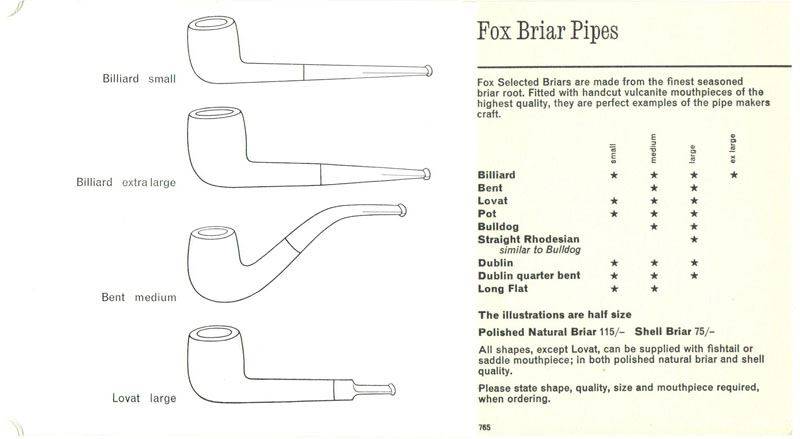 Billiard small
Billiard extra large
Bent medium
Lovat large
Fox Briar Pipes
Fox Selected Briars are made from the finest seasoned
briar root. Fitted with handcut vulcanite mouthpieces of the
highest quality, they are perfect examples of the pipe makers
craft.
small medium large ex large
Billiard ★ ★ ★ ★
Bent ★ ★
Lovat ★ ★ ★
Pot ★ ★ ★
Bulldog ★ ★
Straight Rhodesian ★
similar to Bulldog
Dublin ★ ★ ★
Dublin quarter bent ★ ★ ★
Long Flat ★ ★
The illustrations are half size
Polished Natural Briar 115/– Shell Briar 75/–
All shapes, except Lovat, can be supplied with fishtail or
saddle mouthpiece; in both polished natural briar and shell
quality.
Please state shape, quality, size and mouthpiece required,
when ordering.
765